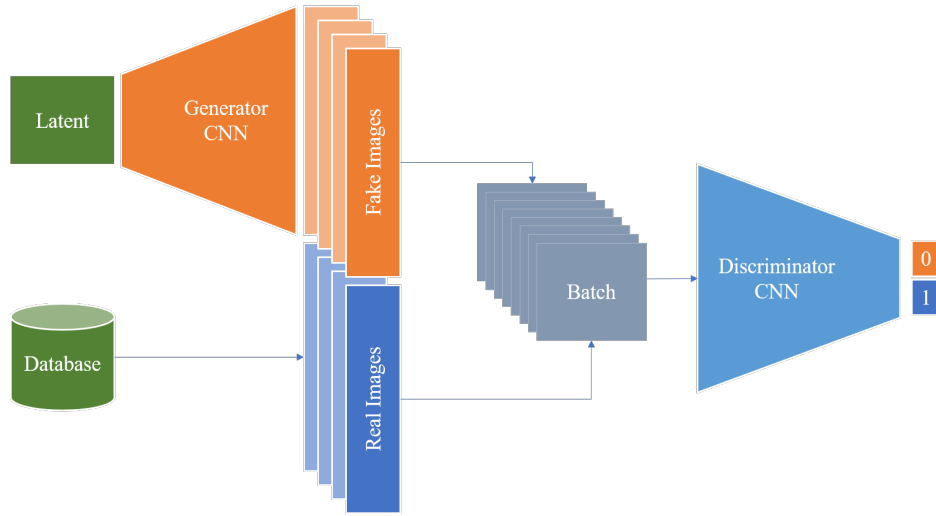 Latent
Generator
CNN
Fake Images
Database
Real Images
Batch
Discriminator
CNN
0
1